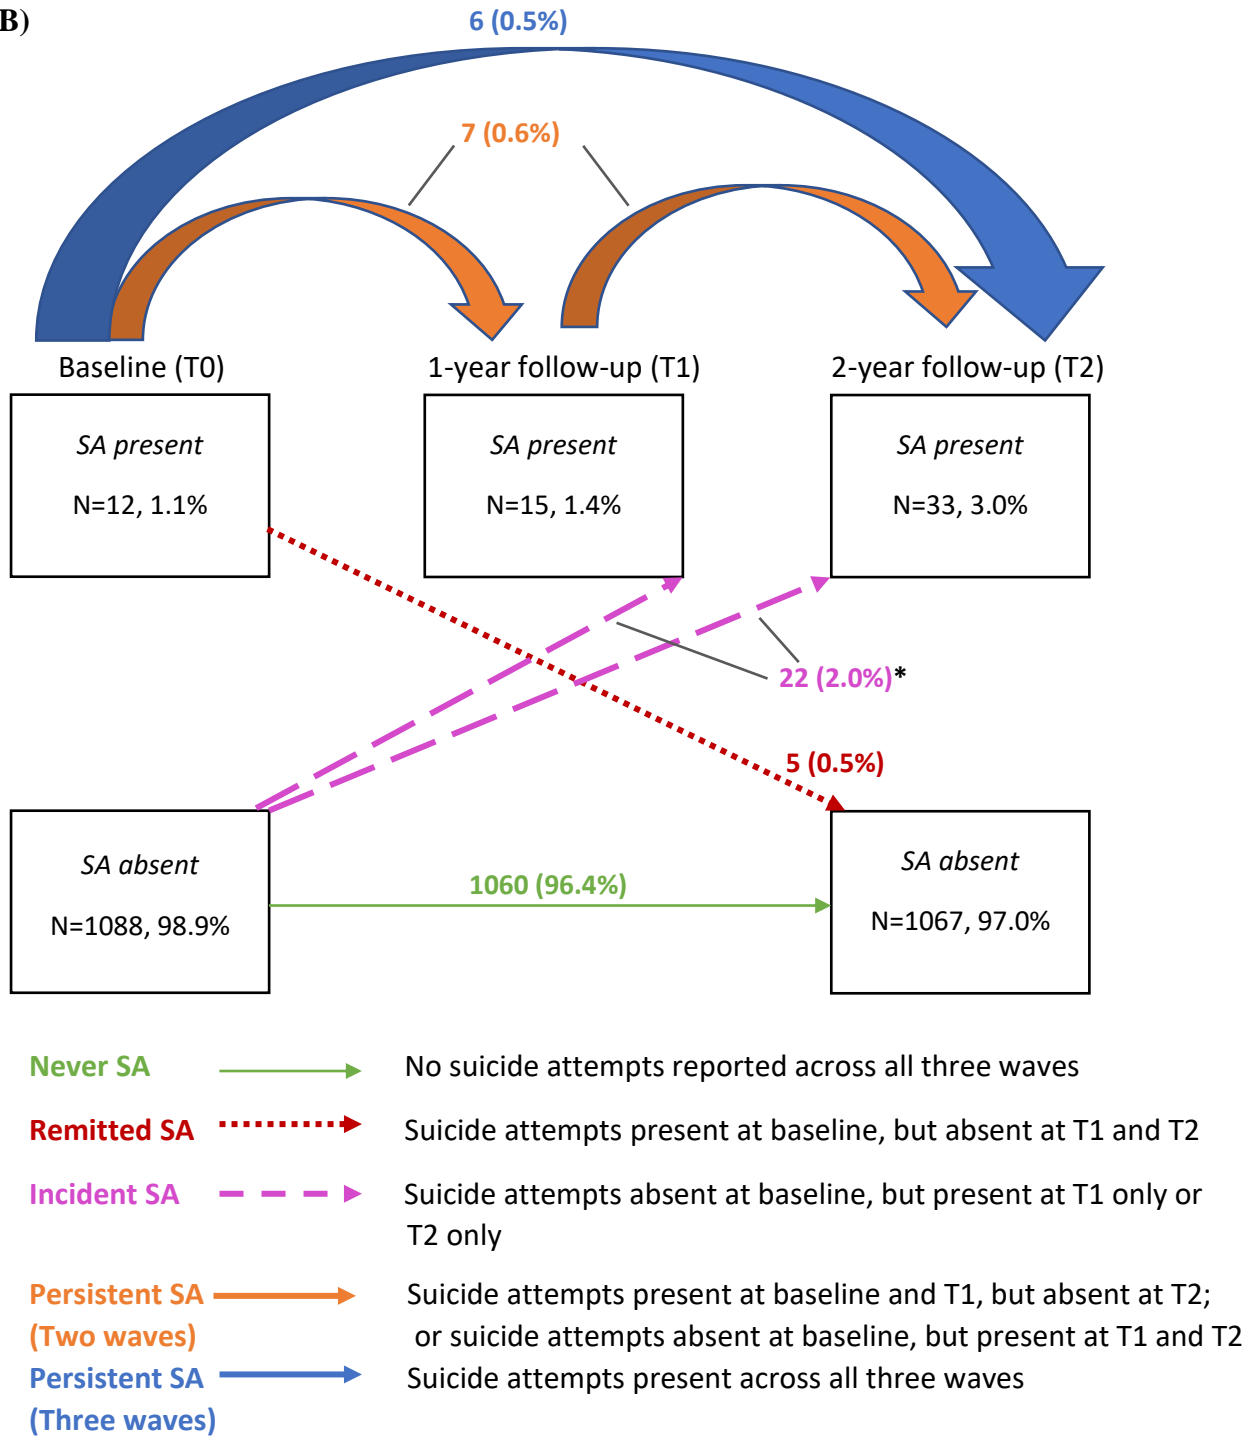 B)
6 (0.5%)
7 (0.6%)
Baseline (T0)
1-year follow-up (T1)
2-year follow-up (T2)
SA present
N=12, 1.1%
SA present
N=15, 1.4%
SA present
N=33, 3.0%
22 (2.0%)*
5 (0.5%)
SA absent
N=1088, 98.9%
1060 (96.4%)
SA absent
N=1067, 97.0%
Never SA
No suicide attempts reported across all three waves
Remitted SA
Suicide attempts present at baseline, but absent at T1 and T2
Incident SA
Suicide attempts absent at baseline, but present at T1 only or
T2 only
Persistent SA
(Two waves)
Suicide attempts present at baseline and T1, but absent at T2;
or suicide attempts absent at baseline, but present at T1 and T2
Persistent SA
(Three waves)
Suicide attempts present across all three waves